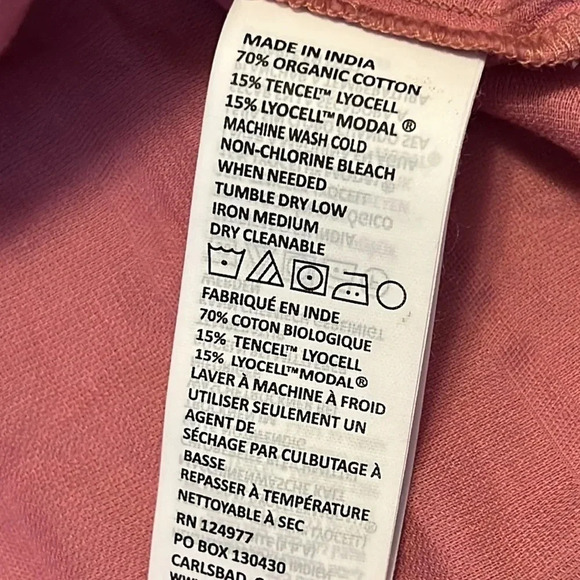 MADE IN INDIA
70% ORGANIC COTTON
15% TENCEL™ LYOCELL
15% LYOCELL™MODAL ®
MACHINE WASH COLD
NON-CHLORINE BLEACH
WHEN NEEDED
TUMBLE DRY LOW
IRON MEDIUM
DRY CLEANABLE
FABRIQUÉ EN INDE
70% COTON BIOLOGIQUE
15% TENCEL™ LYOCELL
15% LYOCELL™MODAL®
LAVER À MACHINE À FROID
UTILISER SEULEMENT UN
AGENT DE
SÉCHAGE PAR CULBUTAGE À
BASSE
REPASSER À TEMPÉRATURE
NETTOYABLE À SEC
RN 124977
PO BOX 130430
CARLSBAD,